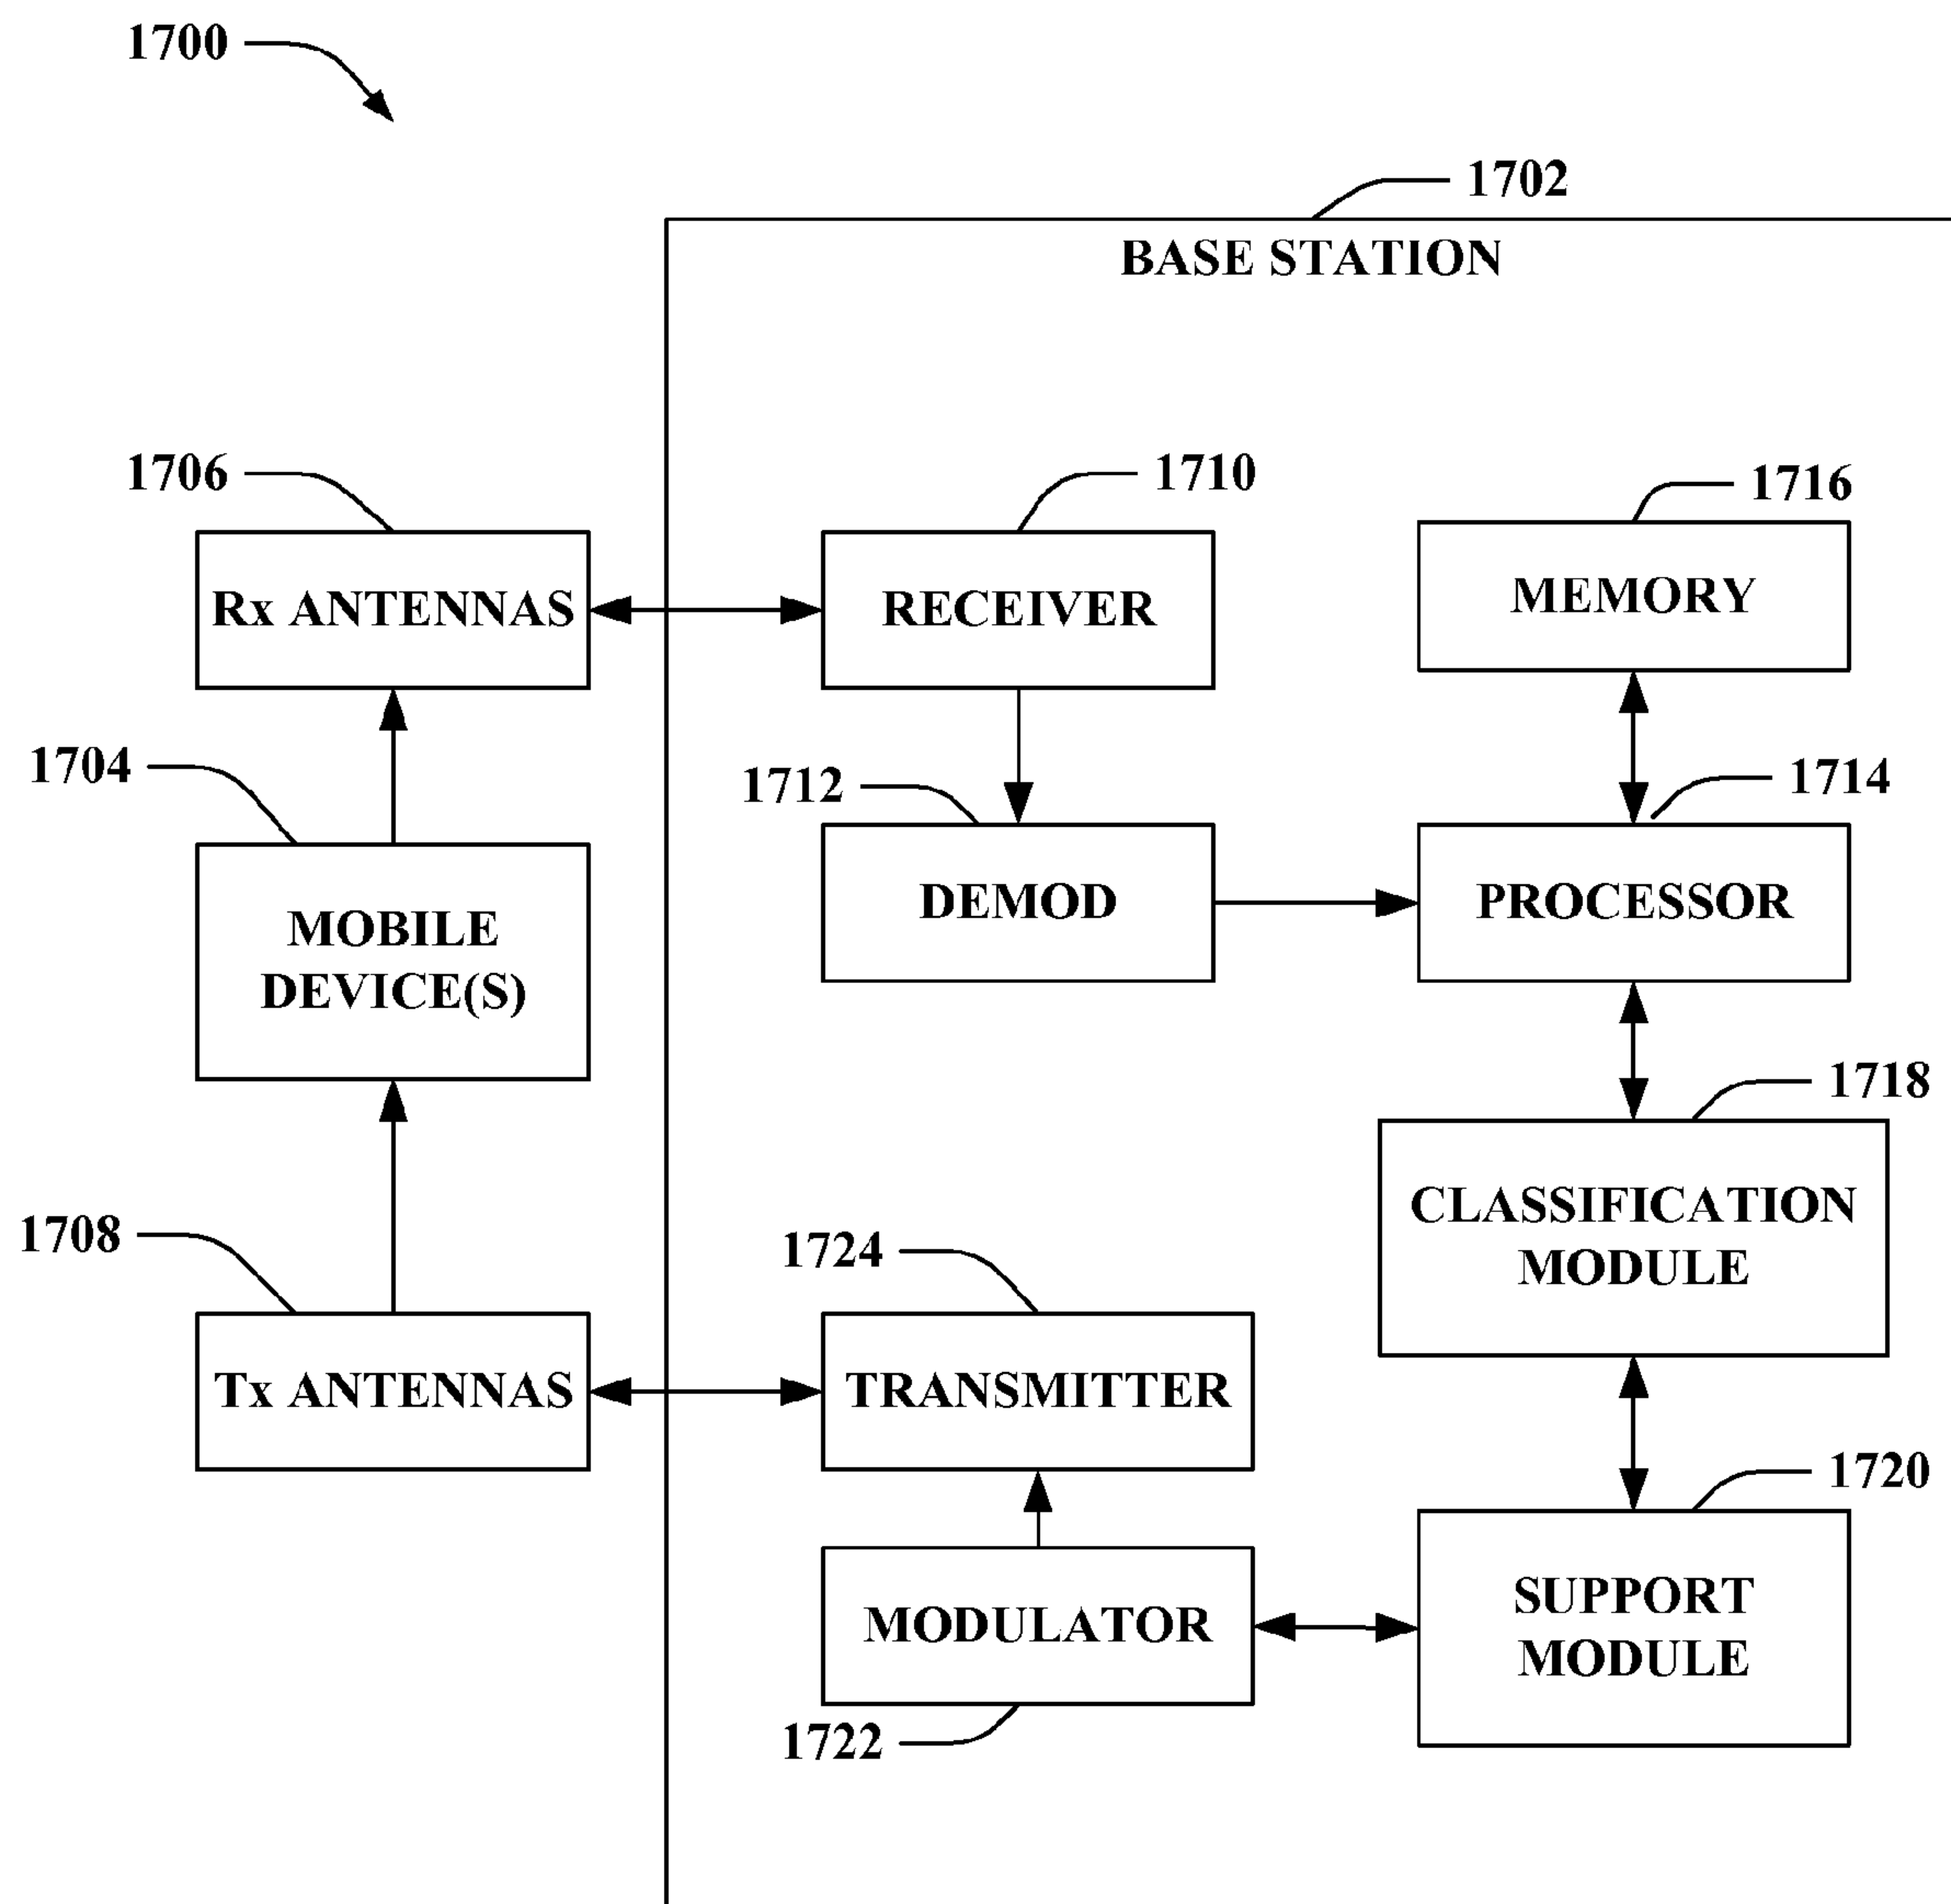 1700
1702
BASE STATION
1706
1710
1716
Rx ANTENNAS
RECEIVER
MEMORY
1704
1712
1714
MOBILE
DEVICE(S)
DEMOD
PROCESSOR
1718
CLASSIFICATION
MODULE
1708
1724
Tx ANTENNAS
TRANSMITTER
1720
MODULATOR
SUPPORT
MODULE
1722